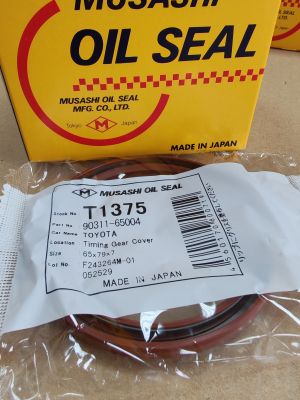 MUSASHI
OIL SEAL
MUSASHI OIL SEAL
MFG. CO., LTD.
Tokyo M Japan
MADE IN JAPAN
M MUSASHI OIL SEAL
Stock No. T1375
Part No. 90311-65004
Car Name TOYOTA
Location Timing Gear Cover
Size 65x79x7
Lot No F243264M-01
052529
MADE IN JAPAN